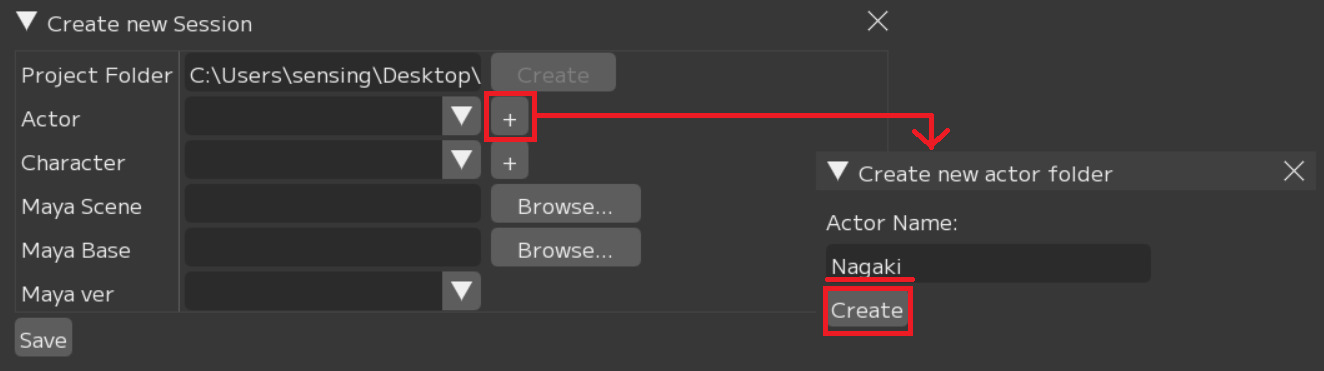 Create new Session
Project Folder C:\Users\sensing\Desktop\ Create
Actor +
Character +
Maya Scene Browse...
Maya Base Browse...
Maya ver
Save
Create new actor folder
Actor Name:
Nagaki
Create